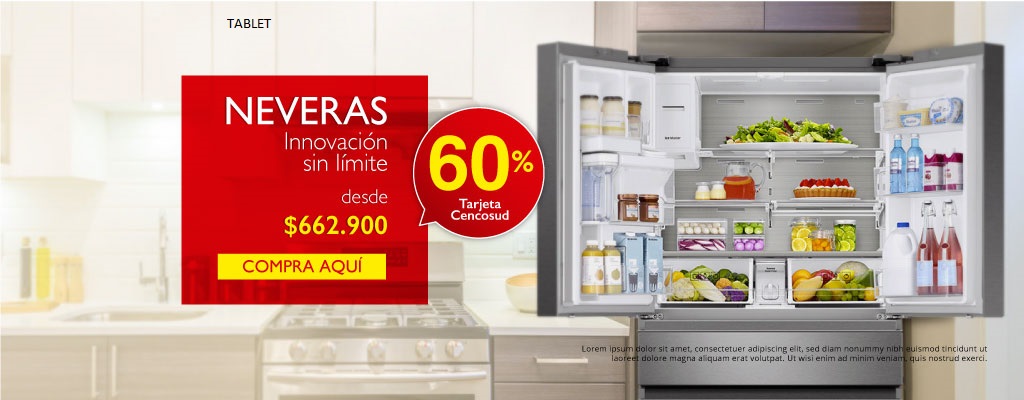 TABLET
NEVERAS
Innovación
sin límite
desde
$662.900
COMPRA AQUÍ
60%
Tarjeta
Cencosud
Lorem ipsum dolor sit amet, consectetuer adipiscing elit, sed diam nonummy nibh euismod tincidunt ut
laoreet dolore magna aliquam erat volutpat. Ut wisi enim ad minim veniam, quis nostrud exerci.